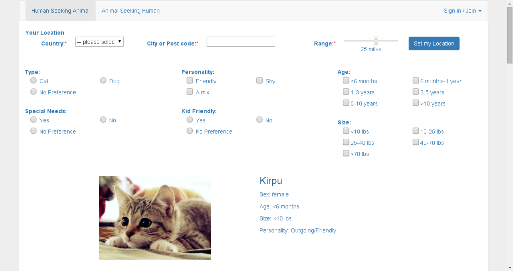 Human Seeking Animal Animal Seeking Human Sign in / Join
Your Location
Country:* -- please selec City or Post code:* Range:* Set my Location
25 miles
Type: Personality: Age:
Cat Dog Friendly Shy <6 months 6 months-1 year
No Preference 1-3 years 3-5 years
5-10 years >10 years
Special Needs: Kid Friendly:
Yes No Yes No Size:
No Preference No Preference <10 lbs 10-25 lbs
25-40 lbs 40-70 lbs
>70 lbs
Kirpu
Sex: female
Age: <6 months
Size: <10 lbs
Personality: Outgoing/Friendly